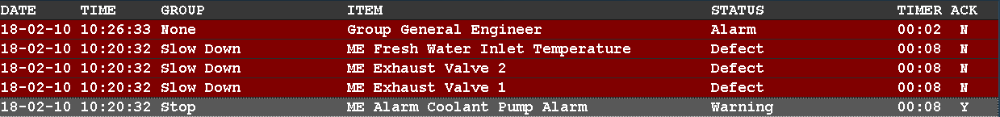 DATE TIME GROUP ITEM STATUS TIMER ACK
18-02-10 10:26:33 None Group General Engineer Alarm 00:02 N
18-02-10 10:20:32 Slow Down ME Fresh Water Inlet Temperature Defect 00:08 N
18-02-10 10:20:32 Slow Down ME Exhaust Valve 2 Defect 00:08 N
18-02-10 10:20:32 Slow Down ME Exhaust Valve 1 Defect 00:08 N
18-02-10 10:20:32 Stop ME Alarm Coolant Pump Alarm Warning 00:08 Y